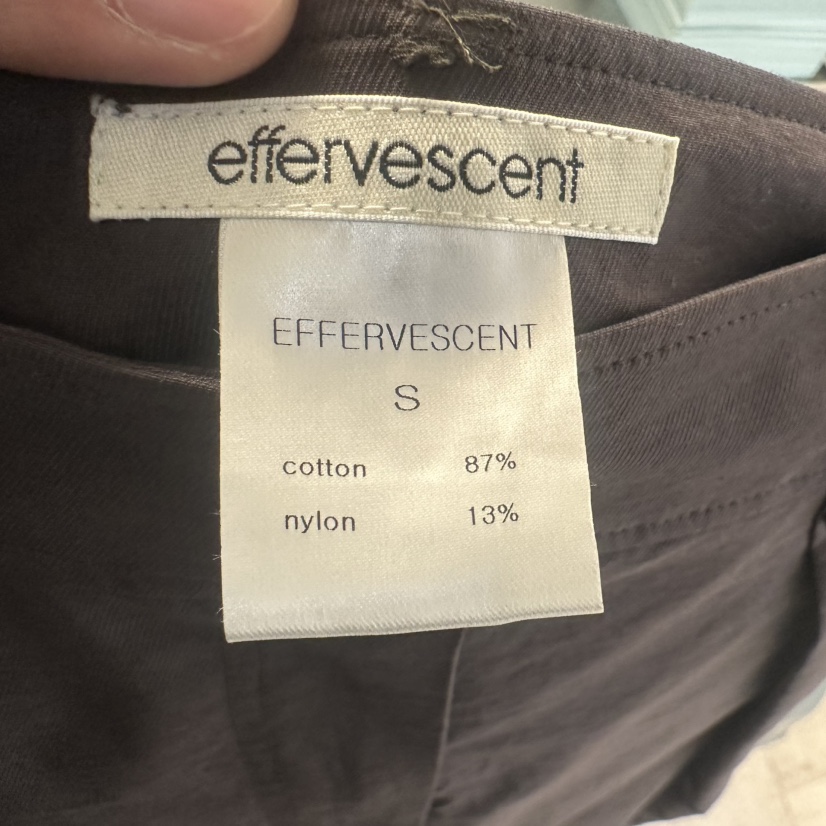 effervescent
EFFERVESCENT
S
cotton 87%
nylon 13%